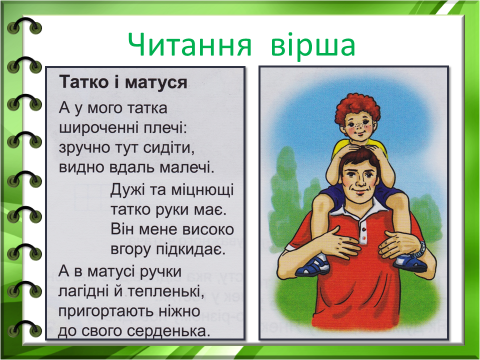 Читання вірша
Татко і матуся
А у мого татка
широченні плечі:
зручно тут сидіти,
видно вдаль малечі.
Дужі та міцнющі
татко руки має.
Він мене високо
вгору підкидає.
А в матусі ручки
лагідні й тепленькі,
пригортають ніжно
до свого серденька.